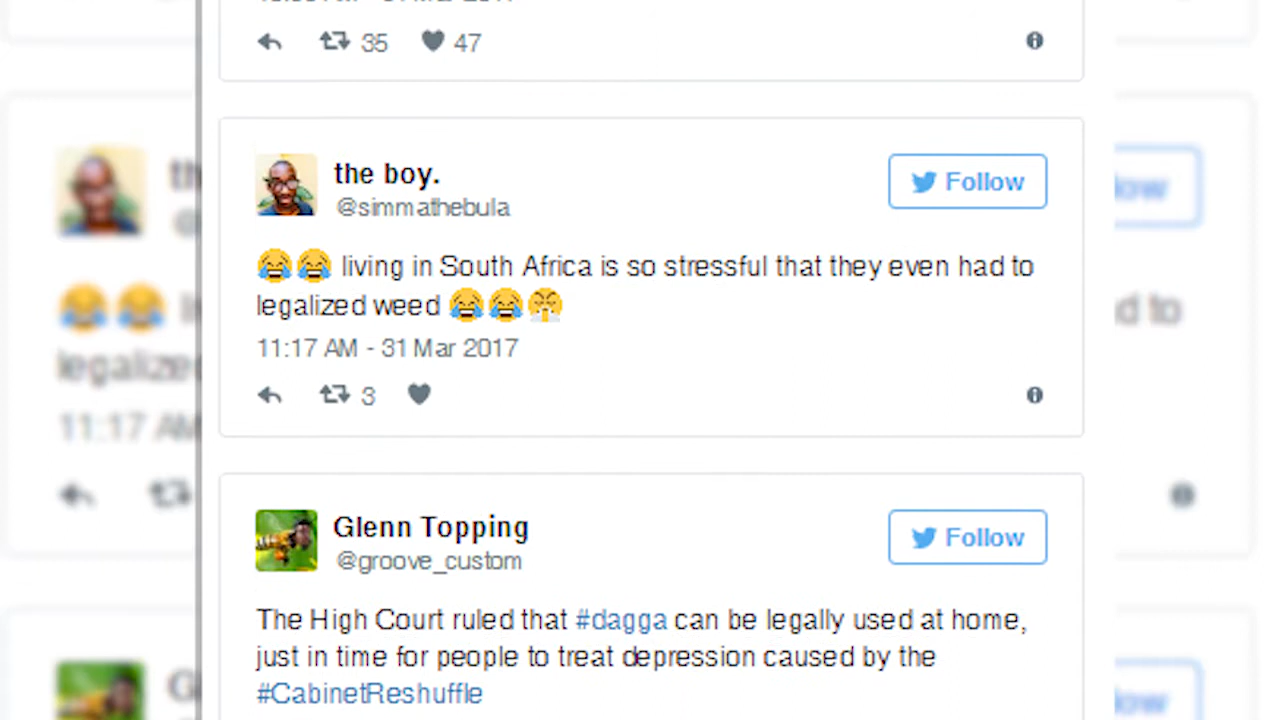 35 47
the boy.
Follow
@simmathebula
😂😂 living in South Africa is so stressful that they even had to
legalized weed 😂😂😤
11:17 AM - 31 Mar 2017
3
Glenn Topping
Follow
@groove_custom
The High Court ruled that #dagga can be legally used at home,
just in time for people to treat depression caused by the
#CabinetReshuffle